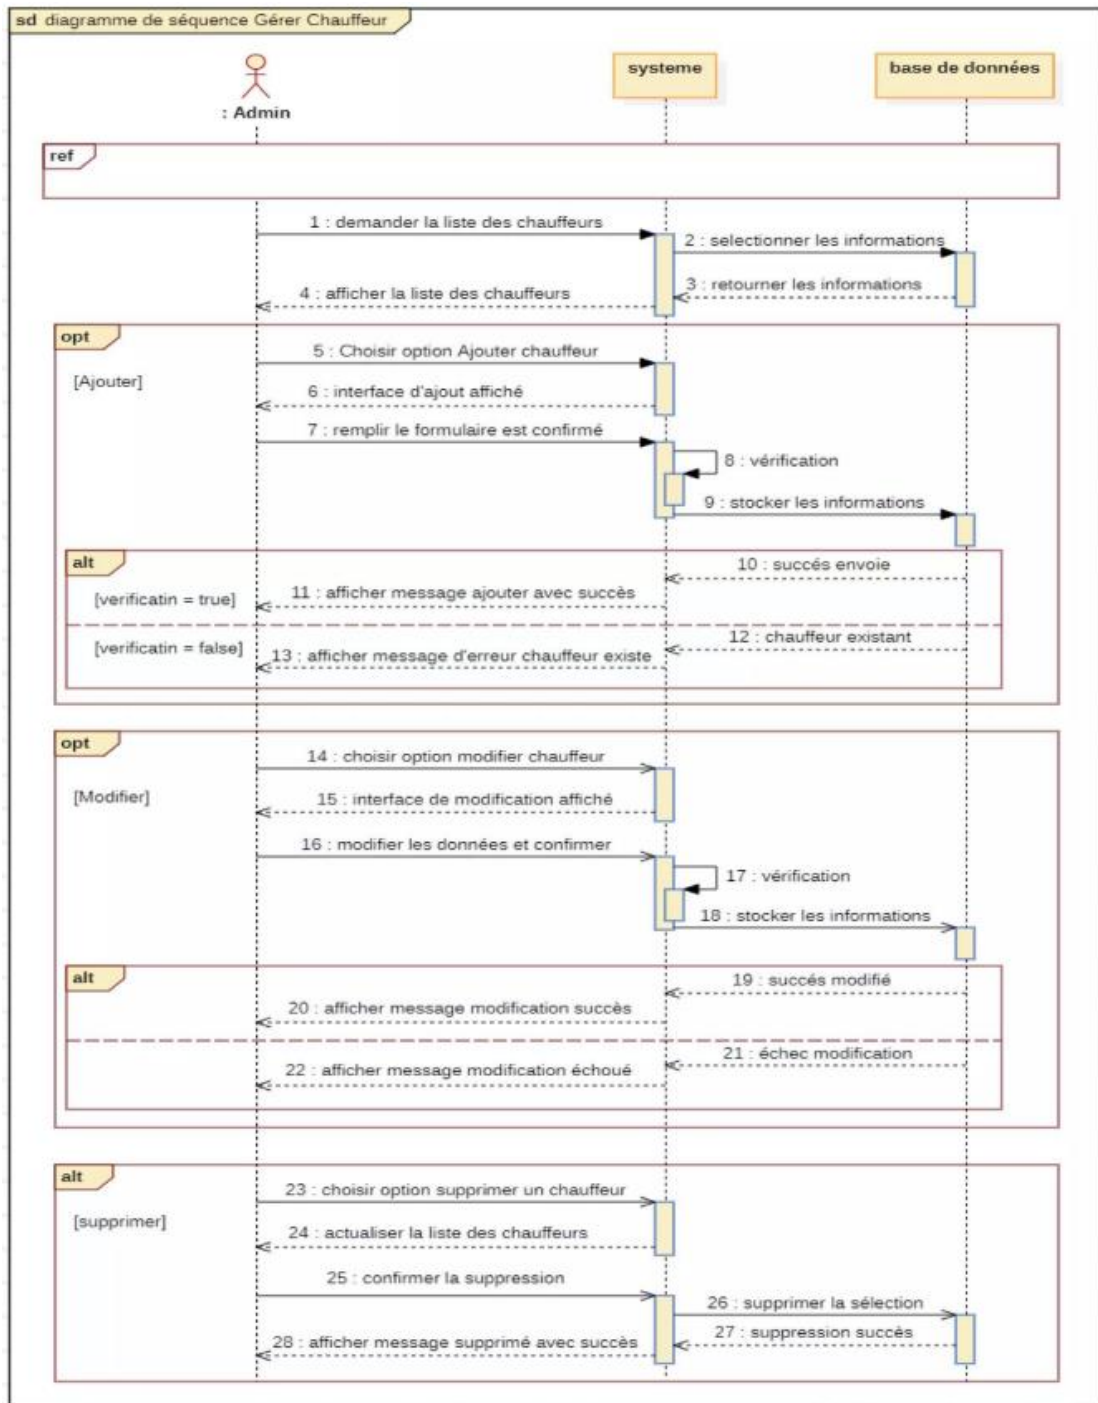 sd diagramme de séquence Gérer Chauffeur
systeme
base de données
: Admin
ref
1 : demander la liste des chauffeurs
2 : selectionner les informations
3 : retourner les informations
4 : afficher la liste des chauffeurs
opt
5 : Choisir option Ajouter chauffeur
[Ajouter]
6 : interface d'ajout affiché
7 : remplir le formulaire est confirmé
8 : vérification
9 : stocker les informations
alt
10 : succés envoie
[verificatin = true]
11 : afficher message ajouter avec succès
12 : chauffeur existant
[verificatin = false]
13 : afficher message d'erreur chauffeur existe
opt
14 : choisir option modifier chauffeur
[Modifier]
15 : interface de modification affiché
16 : modifier les données et confirmer
17 : vérification
18 : stocker les informations
alt
19 : succés modifié
20 : afficher message modification succès
21 : échec modification
22 : afficher message modification échoué
alt
23 : choisir option supprimer un chauffeur
[supprimer]
24 : actualiser la liste des chauffeurs
25 : confirmer la suppression
26 : supprimer la sélection
27 : suppression succès
28 : afficher message supprimé avec succès